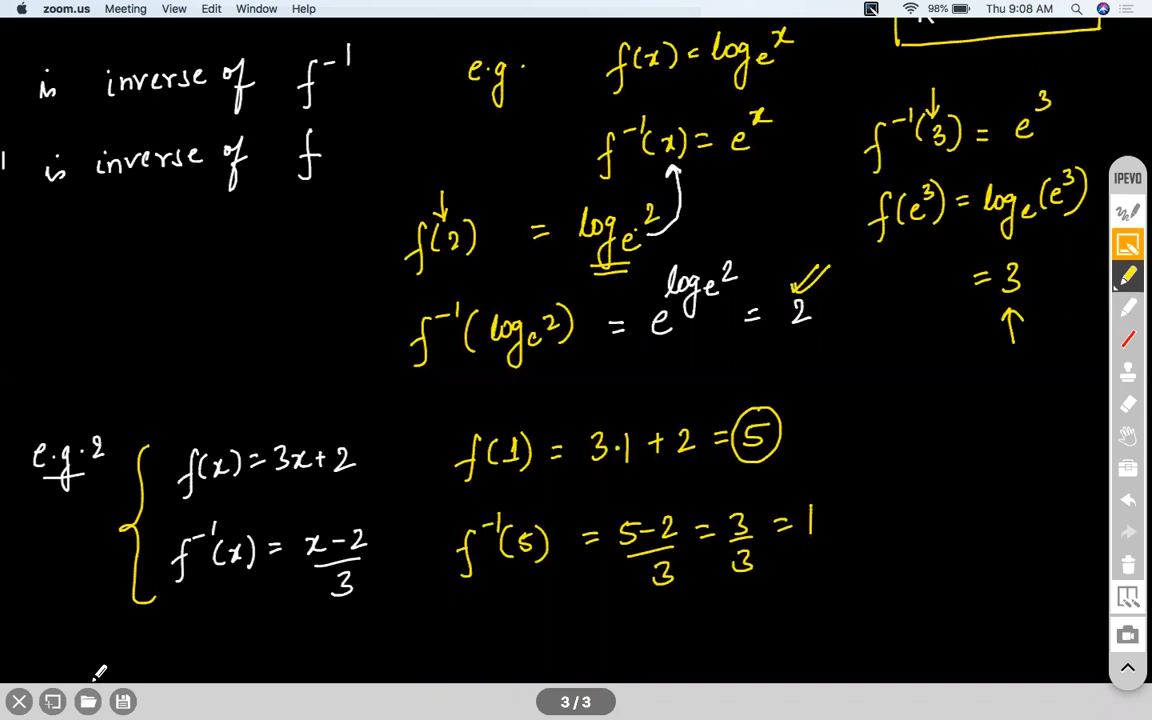 zoom.us Meeting View Edit Window Help 98% Thu 9:08 AM
is inverse of f⁻¹
is inverse of f
e.g. f(x) = logₑx
f⁻¹(x) = eˣ
f(2) = logₑ2
f⁻¹(logₑ2) = e^logₑ2 = 2
f⁻¹(3) = e³
f(e³) = logₑ(e³)
= 3
e.g.2 f(x)=3x+2
f⁻¹(x) = x-2/3
f(1) = 3·1 + 2 = 5
f⁻¹(5) = 5-2/3 = 3/3 = 1
IPEVO
3/3